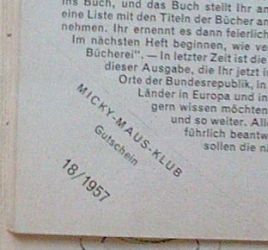 ins Buch, und das Buch stellt Ihr an
eine Liste mit den Titeln der Bücher an
nehmen. Ihr ernennt es dann feierlich
Im nächsten Heft beginnen, wie ve
Bücherei". — In letzter Zeit ist die
dieser Ausgabe, die Ihr jetzt i
Orte der Bundesrepublik, in
Länder in Europa und in
gern wissen möchten
und so weiter. Alle
führlich beantw
sollen die n
MICKY-MAUS-KLUB
Gutschein
18/1957